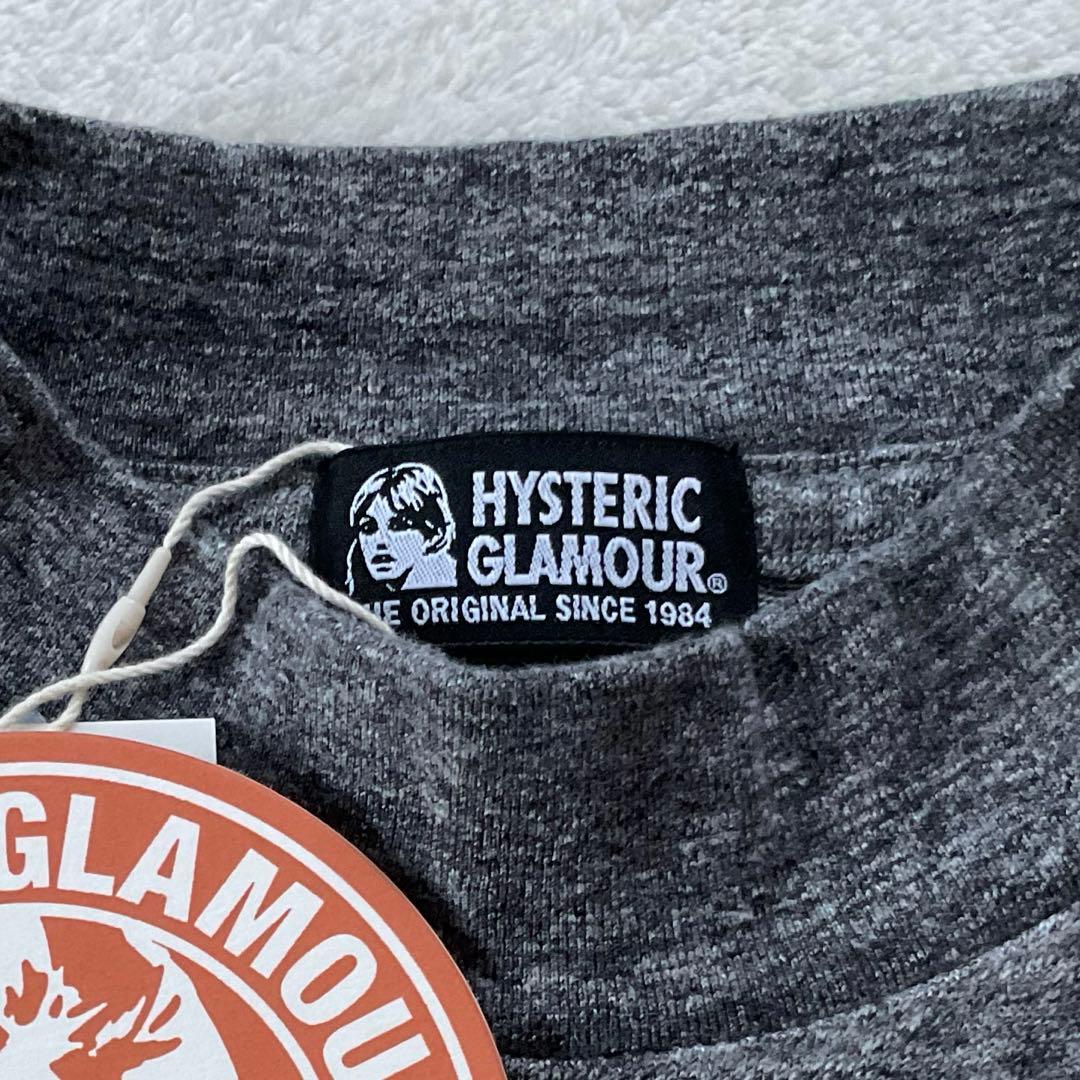 HYSTERIC
GLAMOUR®
ORIGINAL SINCE 1984
GLAMOU